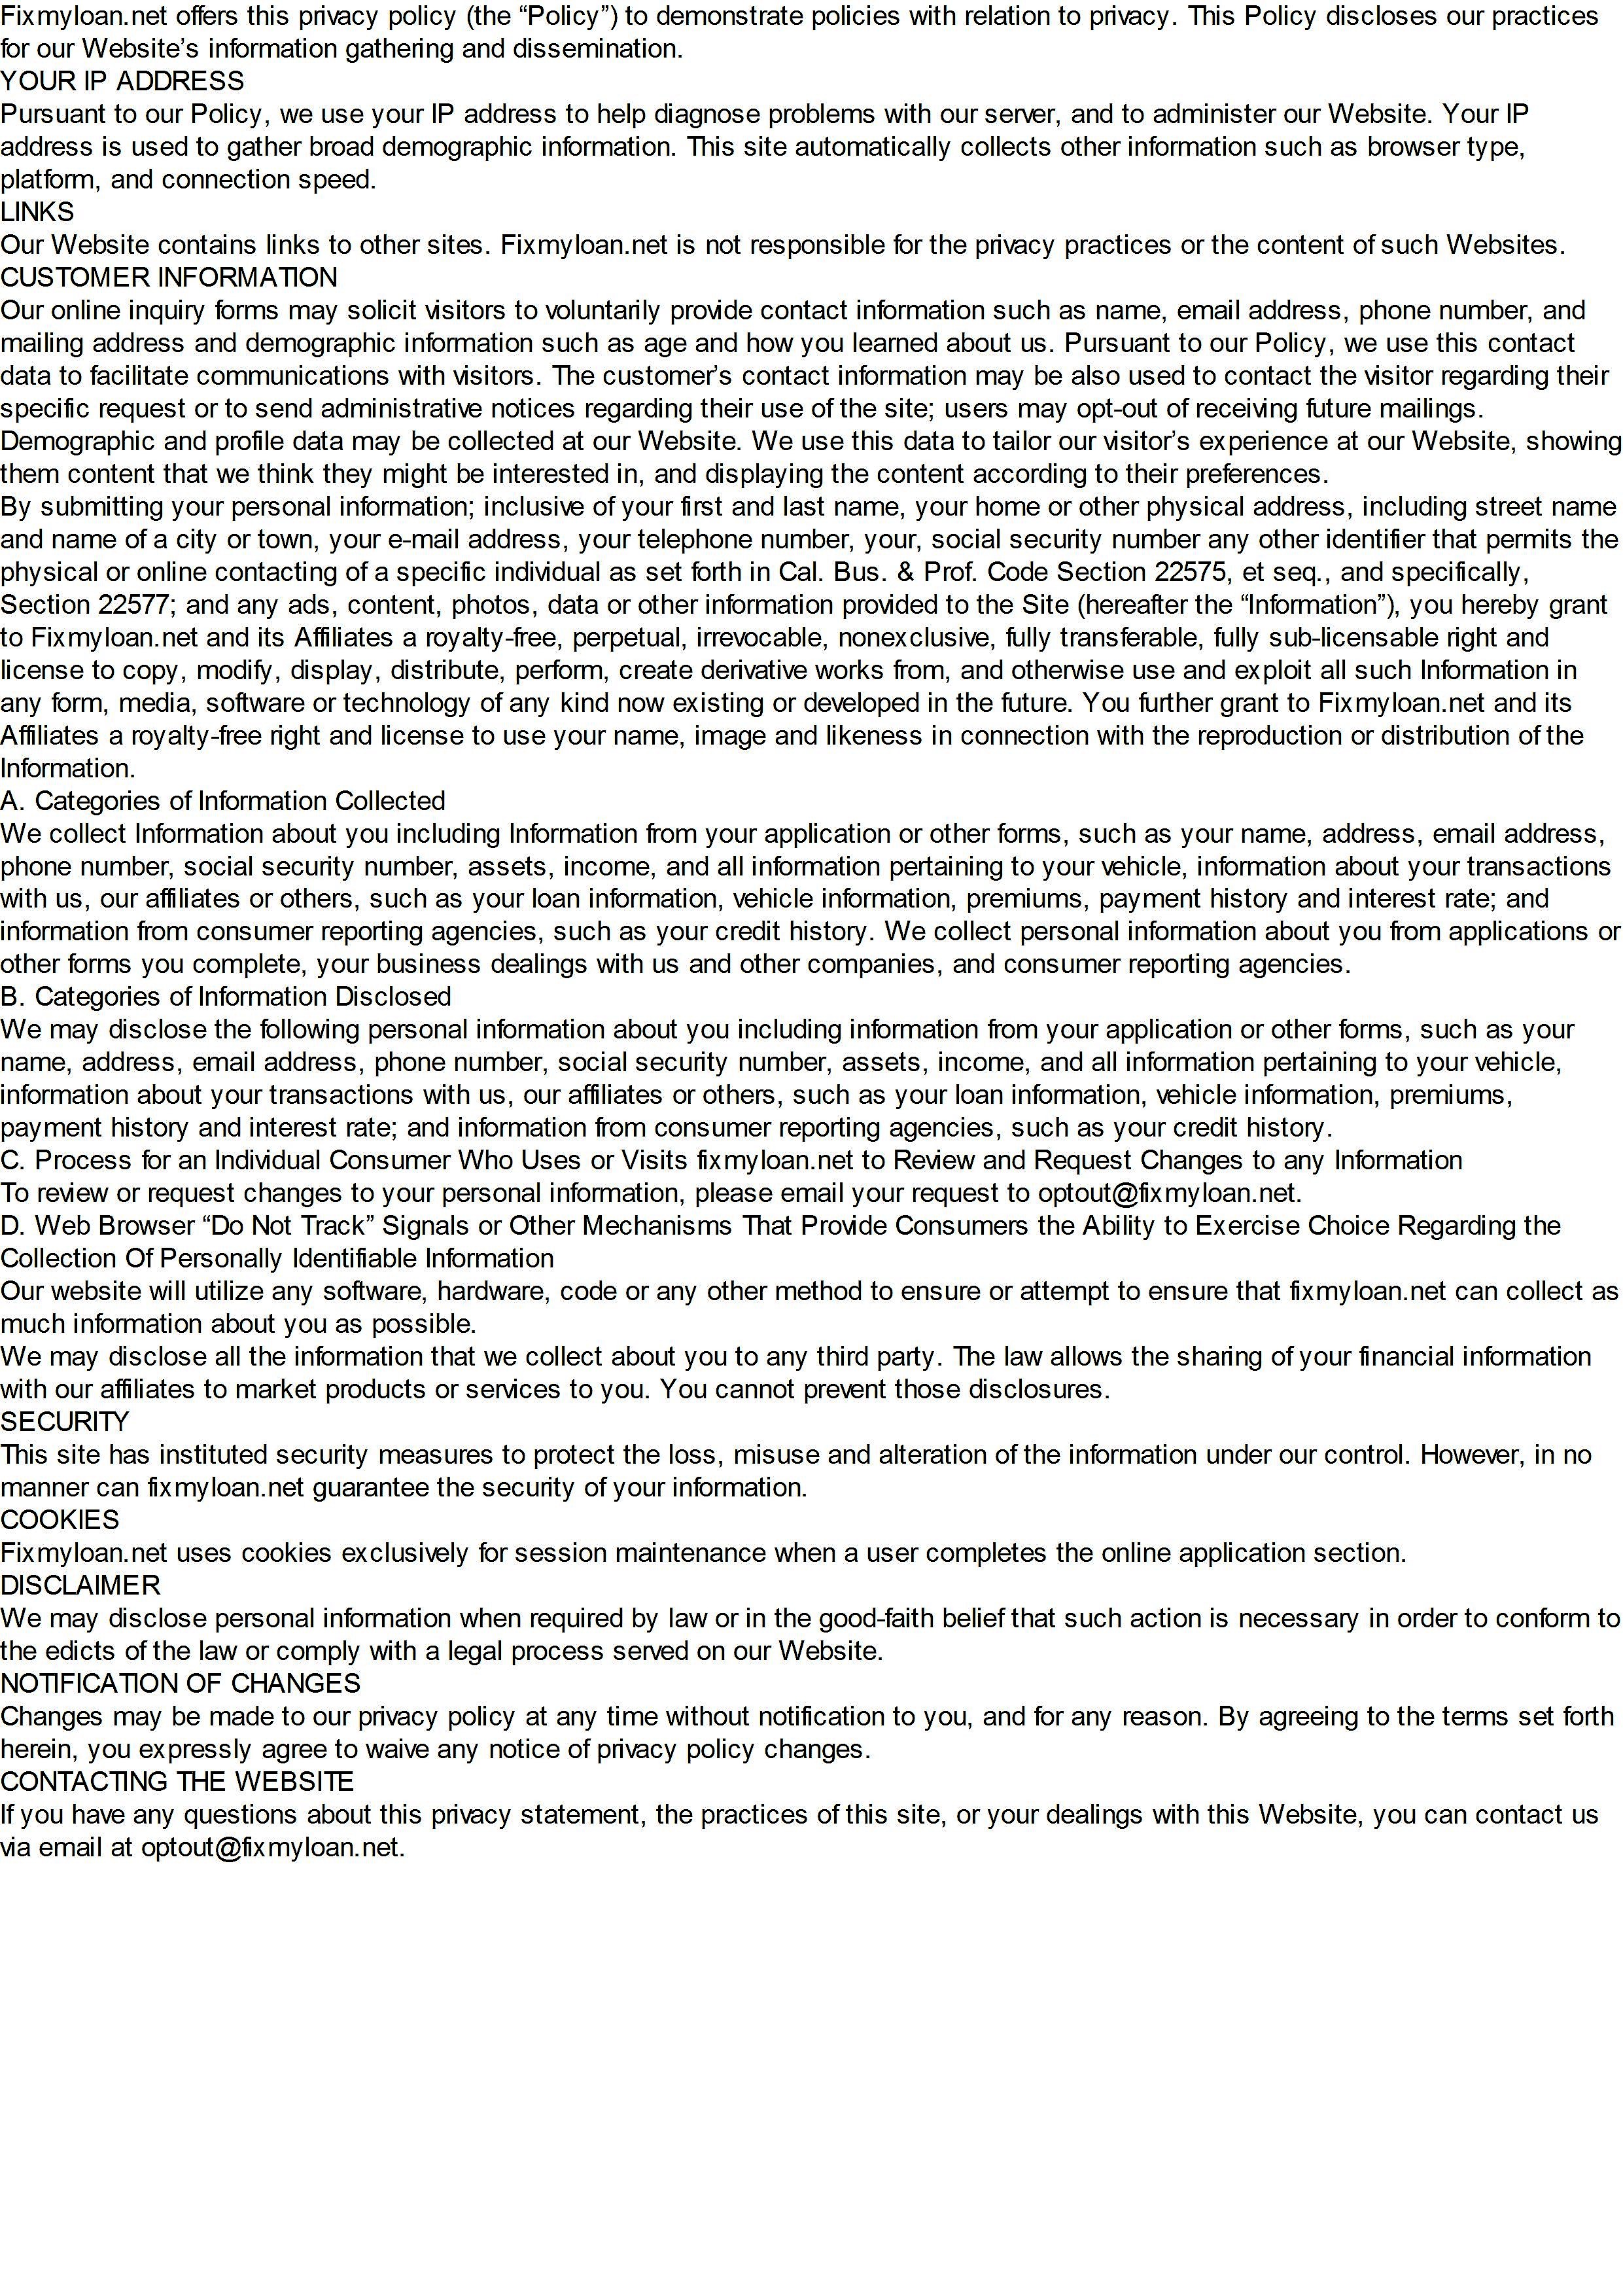 Fixmyloan.net offers this privacy policy (the “Policy”) to demonstrate policies with relation to privacy. This Policy discloses our practices
for our Website’s information gathering and dissemination.
YOUR IP ADDRESS
Pursuant to our Policy, we use your IP address to help diagnose problems with our server, and to administer our Website. Your IP
address is used to gather broad demographic information. This site automatically collects other information such as browser type,
platform, and connection speed.
LINKS
Our Website contains links to other sites. Fixmyloan.net is not responsible for the privacy practices or the content of such Websites.
CUSTOMER INFORMATION
Our online inquiry forms may solicit visitors to voluntarily provide contact information such as name, email address, phone number, and
mailing address and demographic information such as age and how you learned about us. Pursuant to our Policy, we use this contact
data to facilitate communications with visitors. The customer’s contact information may be also used to contact the visitor regarding their
specific request or to send administrative notices regarding their use of the site; users may opt-out of receiving future mailings.
Demographic and profile data may be collected at our Website. We use this data to tailor our visitor’s experience at our Website, showing
them content that we think they might be interested in, and displaying the content according to their preferences.
By submitting your personal information; inclusive of your first and last name, your home or other physical address, including street name
and name of a city or town, your e-mail address, your telephone number, your, social security number any other identifier that permits the
physical or online contacting of a specific individual as set forth in Cal. Bus. & Prof. Code Section 22575, et seq., and specifically,
Section 22577; and any ads, content, photos, data or other information provided to the Site (hereafter the “Information”), you hereby grant
to Fixmyloan.net and its Affiliates a royalty-free, perpetual, irrevocable, nonexclusive, fully transferable, fully sub-licensable right and
license to copy, modify, display, distribute, perform, create derivative works from, and otherwise use and exploit all such Information in
any form, media, software or technology of any kind now existing or developed in the future. You further grant to Fixmyloan.net and its
Affiliates a royalty-free right and license to use your name, image and likeness in connection with the reproduction or distribution of the
Information.
A. Categories of Information Collected
We collect Information about you including Information from your application or other forms, such as your name, address, email address,
phone number, social security number, assets, income, and all information pertaining to your vehicle, information about your transactions
with us, our affiliates or others, such as your loan information, vehicle information, premiums, payment history and interest rate; and
information from consumer reporting agencies, such as your credit history. We collect personal information about you from applications or
other forms you complete, your business dealings with us and other companies, and consumer reporting agencies.
B. Categories of Information Disclosed
We may disclose the following personal information about you including information from your application or other forms, such as your
name, address, email address, phone number, social security number, assets, income, and all information pertaining to your vehicle,
information about your transactions with us, our affiliates or others, such as your loan information, vehicle information, premiums,
payment history and interest rate; and information from consumer reporting agencies, such as your credit history.
C. Process for an Individual Consumer Who Uses or Visits fixmyloan.net to Review and Request Changes to any Information
To review or request changes to your personal information, please email your request to optout@fixmyloan.net.
D. Web Browser “Do Not Track” Signals or Other Mechanisms That Provide Consumers the Ability to Exercise Choice Regarding the
Collection Of Personally Identifiable Information
Our website will utilize any software, hardware, code or any other method to ensure or attempt to ensure that fixmyloan.net can collect as
much information about you as possible.
We may disclose all the information that we collect about you to any third party. The law allows the sharing of your financial information
with our affiliates to market products or services to you. You cannot prevent those disclosures.
SECURITY
This site has instituted security measures to protect the loss, misuse and alteration of the information under our control. However, in no
manner can fixmyloan.net guarantee the security of your information.
COOKIES
Fixmyloan.net uses cookies exclusively for session maintenance when a user completes the online application section.
DISCLAIMER
We may disclose personal information when required by law or in the good-faith belief that such action is necessary in order to conform to
the edicts of the law or comply with a legal process served on our Website.
NOTIFICATION OF CHANGES
Changes may be made to our privacy policy at any time without notification to you, and for any reason. By agreeing to the terms set forth
herein, you expressly agree to waive any notice of privacy policy changes.
CONTACTING THE WEBSITE
If you have any questions about this privacy statement, the practices of this site, or your dealings with this Website, you can contact us
via email at optout@fixmyloan.net.